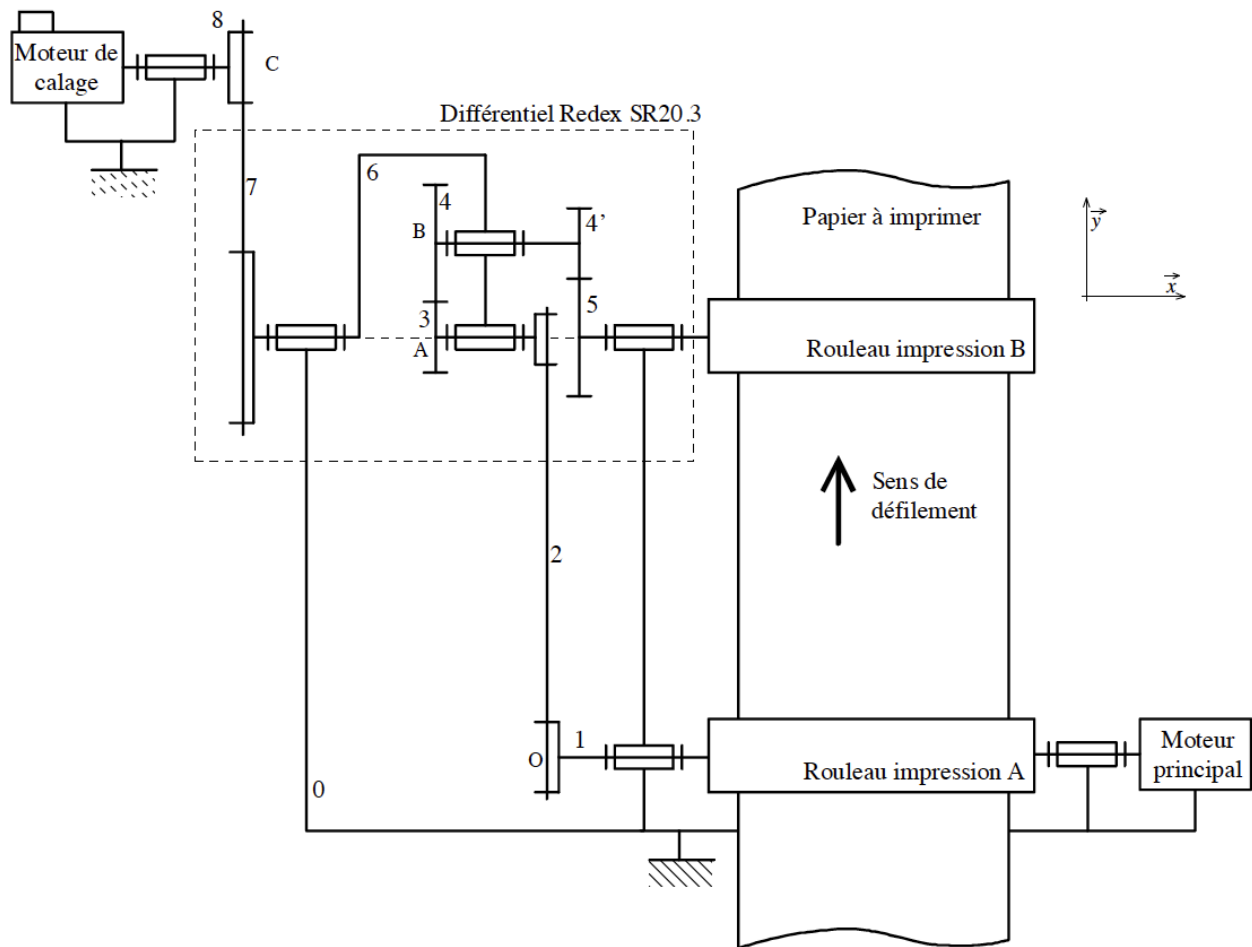 8
Moteur de
calage
C
Différentiel Redex SR20.3
7
6
4
B
4’
Papier à imprimer
y
x
3
A
5
Rouleau impression B
Sens de
défilement
2
1
O
0
Rouleau impression A
Moteur
principal